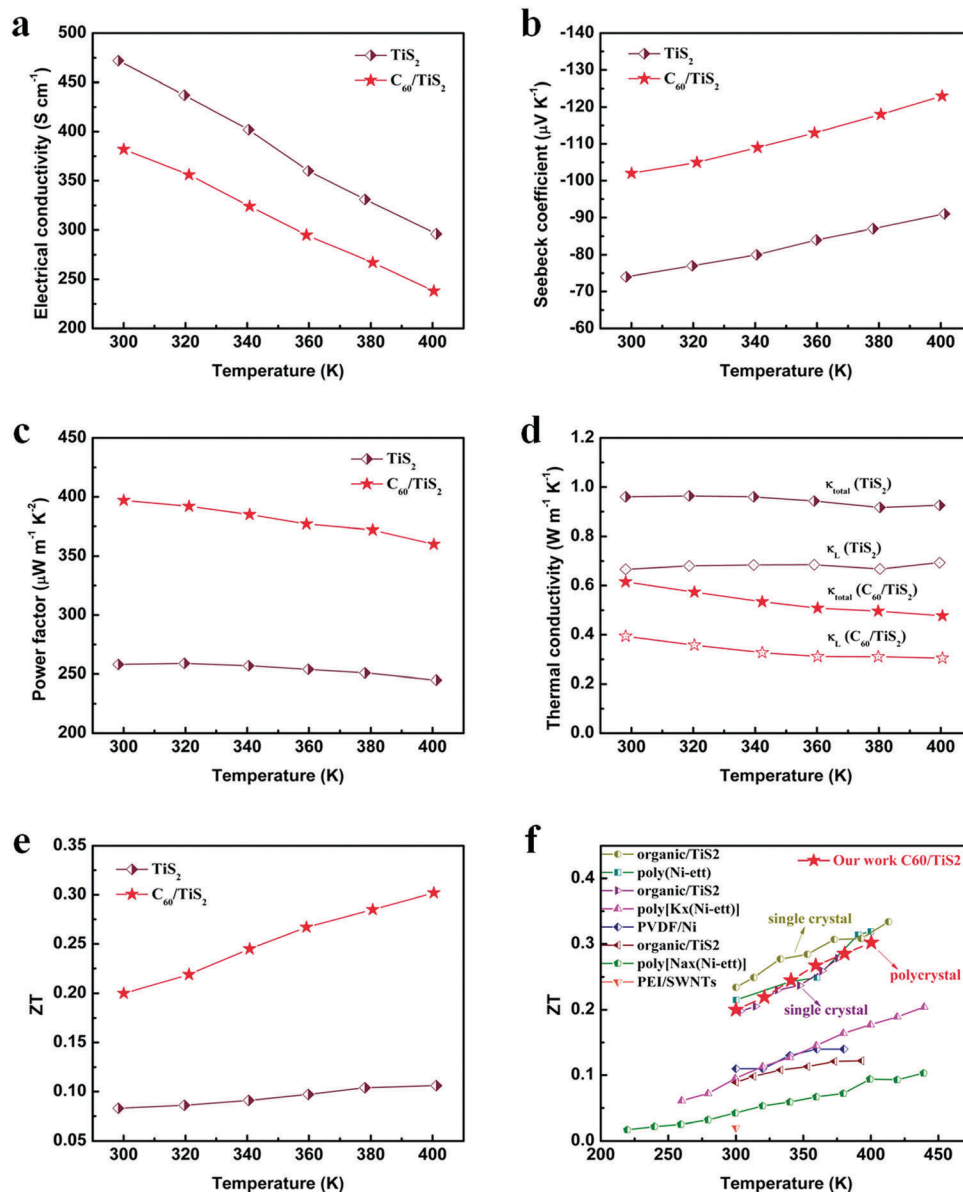 a
500
450
400
350
300
250
200
Electrical conductivity (S cm⁻¹)
TiS₂
C₆₀/TiS₂
300 320 340 360 380 400
Temperature (K)
b
-140
-130
-120
-110
-100
-90
-80
-70
-60
Seebeck coefficient (μV K⁻¹)
TiS₂
C₆₀/TiS₂
300 320 340 360 380 400
Temperature (K)
c
450
400
350
300
250
200
Power factor (μW m⁻¹ K⁻²)
TiS₂
C₆₀/TiS₂
300 320 340 360 380 400
Temperature (K)
d
1.2
1.0
0.8
0.6
0.4
0.2
0.0
Thermal conductivity (W m⁻¹ K⁻¹)
κtotal (TiS₂)
κL (TiS₂)
κtotal (C₆₀/TiS₂)
κL (C₆₀/TiS₂)
300 320 340 360 380 400
Temperature (K)
e
0.35
0.30
0.25
0.20
0.15
0.10
0.05
ZT
TiS₂
C₆₀/TiS₂
300 320 340 360 380 400
Temperature (K)
f
0.4
0.3
0.2
0.1
0.0
ZT
organic/TiS2
poly(Ni-ett)
organic/TiS2
poly[Kx(Ni-ett)]
PVDF/Ni
organic/TiS2
poly[Nax(Ni-ett)]
PEI/SWNTs
Our work C60/TiS2
single crystal
polycrystal
single crystal
200 250 300 350 400 450
Temperature (K)